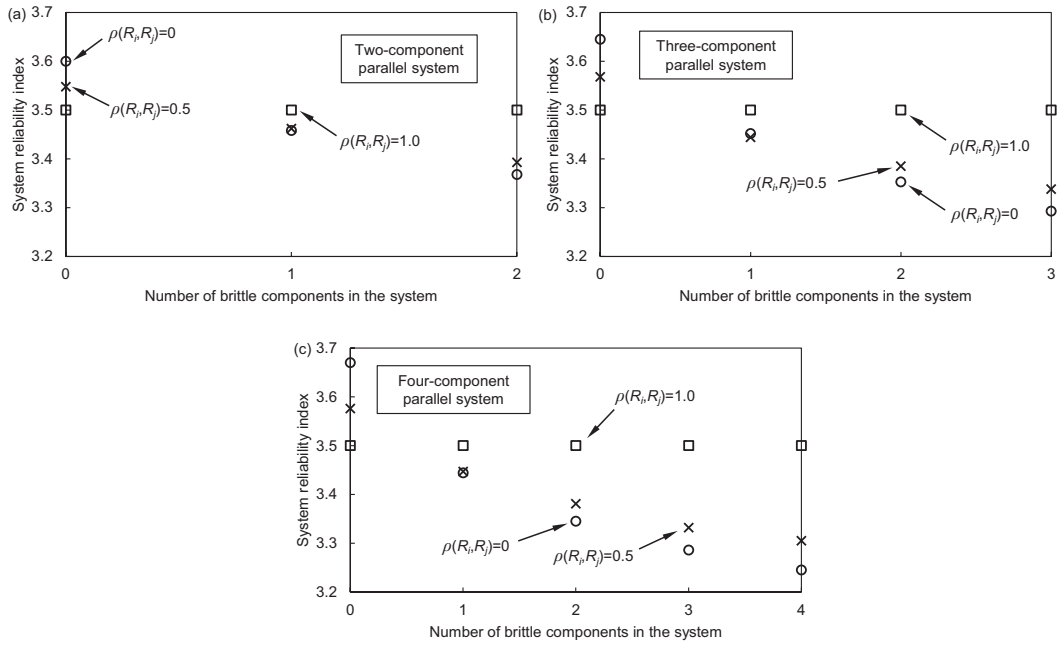 (a)
3.7
3.6
3.5
3.4
3.3
3.2
System reliability index
ρ(Ri,Rj)=0
ρ(Ri,Rj)=0.5
ρ(Ri,Rj)=1.0
Two-component
parallel system
0
1
2
Number of brittle components in the system
(b)
3.7
3.6
3.5
3.4
3.3
3.2
System reliability index
Three-component
parallel system
ρ(Ri,Rj)=1.0
ρ(Ri,Rj)=0.5
ρ(Ri,Rj)=0
0
1
2
3
Number of brittle components in the system
(c)
3.7
3.6
3.5
3.4
3.3
3.2
System reliability index
Four-component
parallel system
ρ(Ri,Rj)=1.0
ρ(Ri,Rj)=0
ρ(Ri,Rj)=0.5
0
1
2
3
4
Number of brittle components in the system